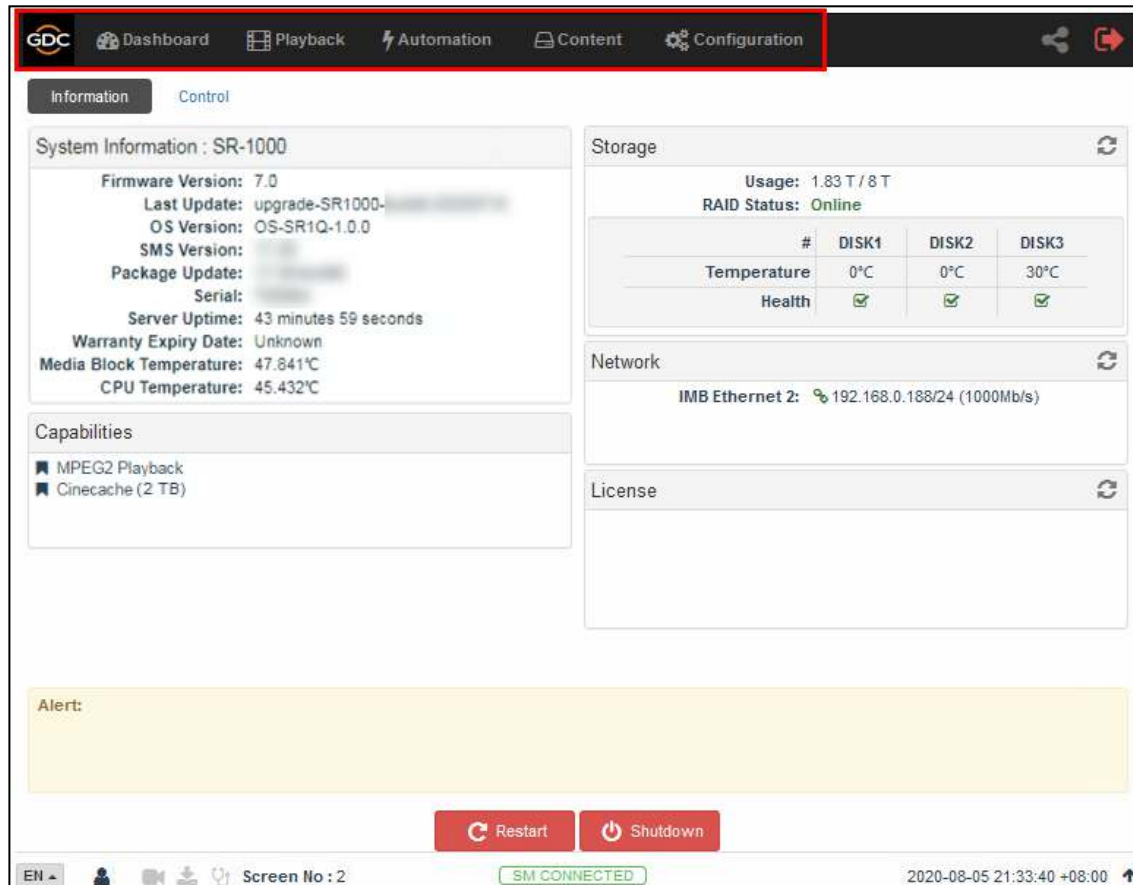 GDC Dashboard Playback Automation Content Configuration
Information Control
System Information : SR-1000
Firmware Version: 7.0
Last Update: upgrade-SR1000-
OS Version: OS-SR1Q-1.0.0
SMS Version:
Package Update:
Serial:
Server Uptime: 43 minutes 59 seconds
Warranty Expiry Date: Unknown
Media Block Temperature: 47.841°C
CPU Temperature: 45.432°C
Capabilities
MPEG2 Playback
Cinecache (2 TB)
Storage
Usage: 1.83 T / 8 T
RAID Status: Online
# DISK1 DISK2 DISK3
Temperature 0°C 0°C 30°C
Health
Network
IMB Ethernet 2: 192.168.0.188/24 (1000Mb/s)
License
Alert:
Restart Shutdown
EN Screen No : 2 SM CONNECTED 2020-08-05 21:33:40 +08:00